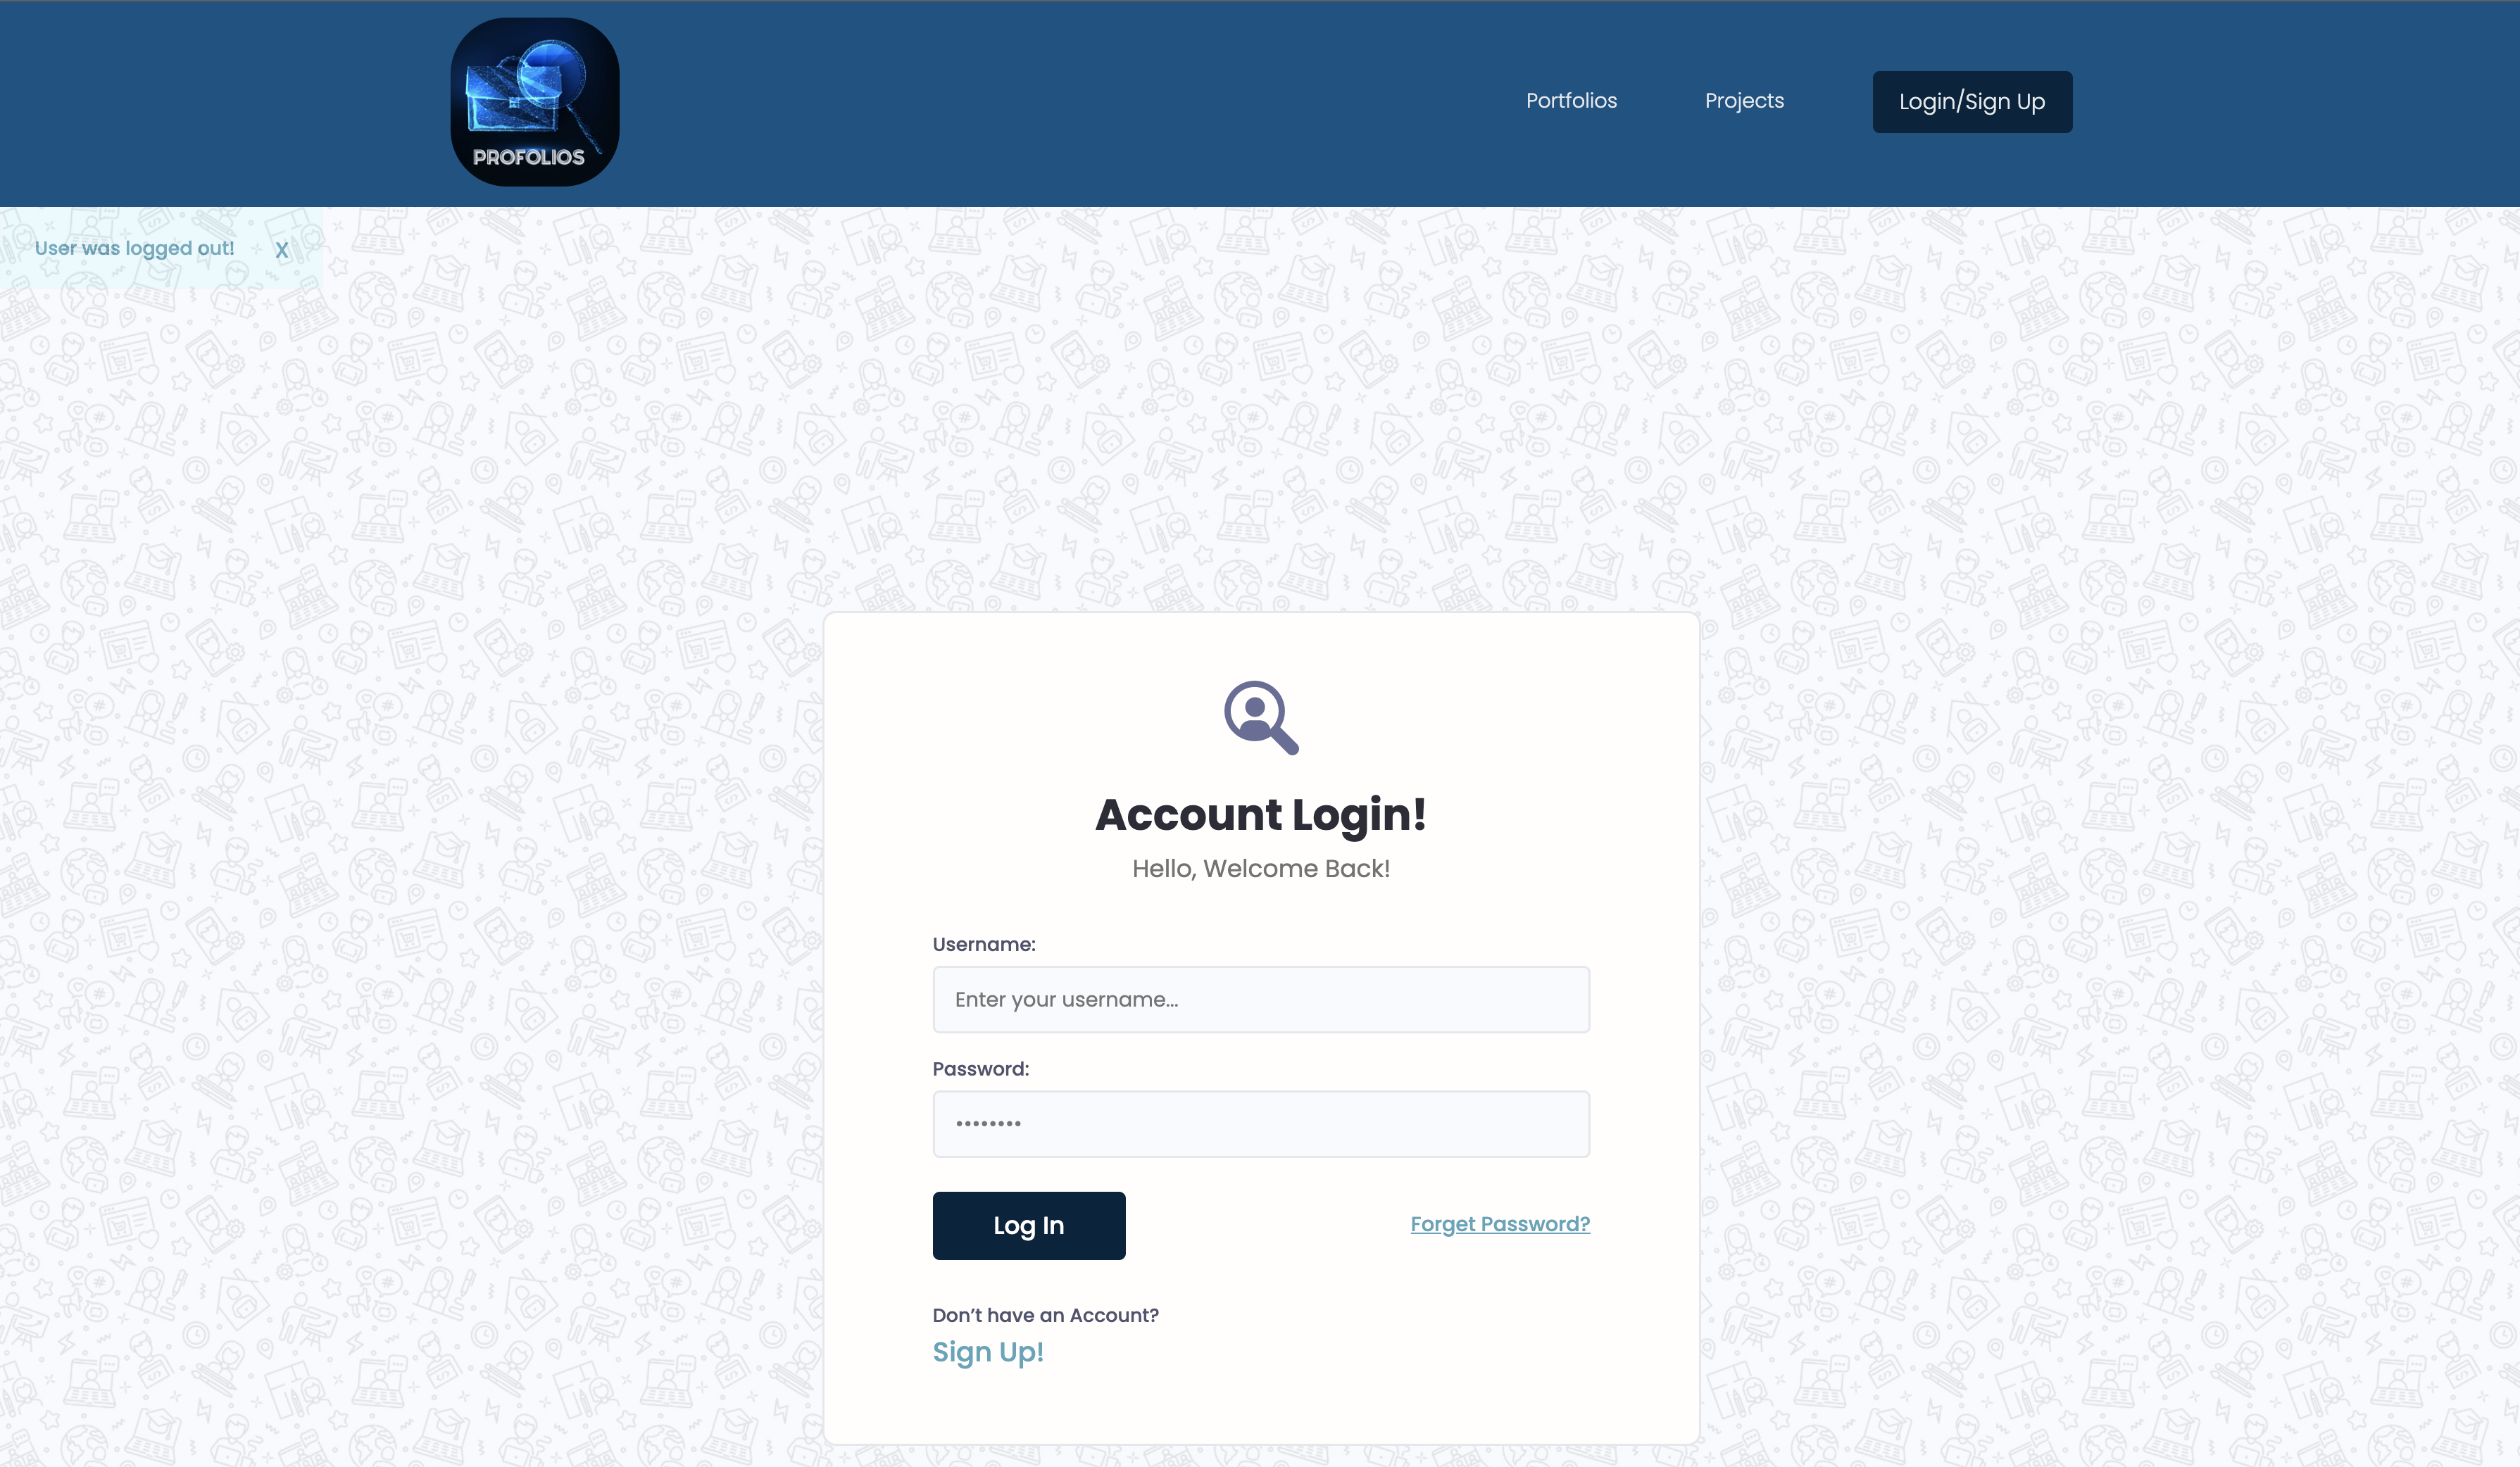 PROFOLIOS
Portfolios
Projects
Login/Sign Up
User was logged out! X
Account Login!
Hello, Welcome Back!
Username:
Enter your username...
Password:
••••••••
Log In
Forget Password?
Don’t have an Account?
Sign Up!